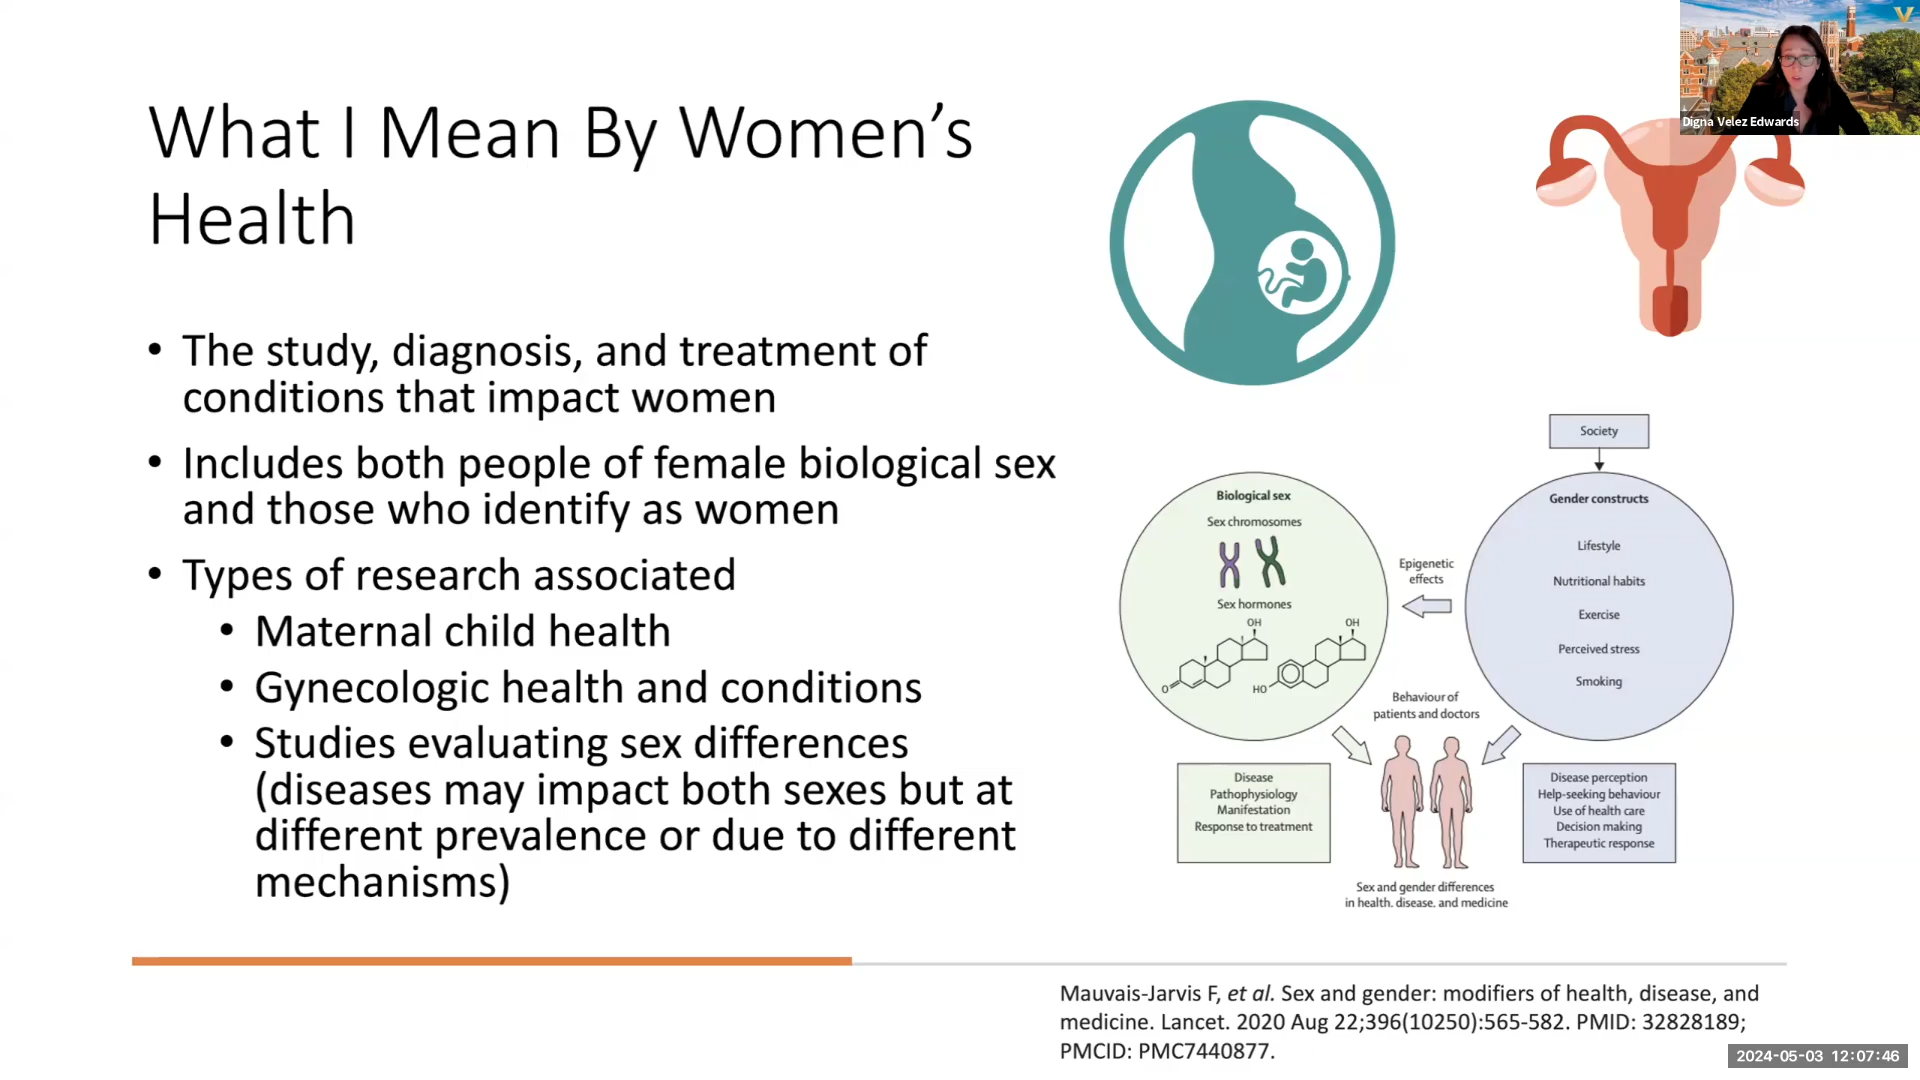 What I Mean By Women’s
Health
• The study, diagnosis, and treatment of
conditions that impact women
• Includes both people of female biological sex
and those who identify as women
• Types of research associated
• Maternal child health
• Gynecologic health and conditions
• Studies evaluating sex differences
(diseases may impact both sexes but at
different prevalence or due to different
mechanisms)
V
Digna Velez Edwards
Society
Biological sex
Sex chromosomes
Sex hormones
OH
O
OH
HO
Epigenetic
effects
Gender constructs
Lifestyle
Nutritional habits
Exercise
Perceived stress
Smoking
Behaviour of
patients and doctors
Disease
Pathophysiology
Manifestation
Response to treatment
Disease perception
Help-seeking behaviour
Use of health care
Decision making
Therapeutic response
Sex and gender differences
in health, disease, and medicine
Mauvais-Jarvis F, et al. Sex and gender: modifiers of health, disease, and
medicine. Lancet. 2020 Aug 22;396(10250):565-582. PMID: 32828189;
PMCID: PMC7440877.
2024-05-03 12:07:46